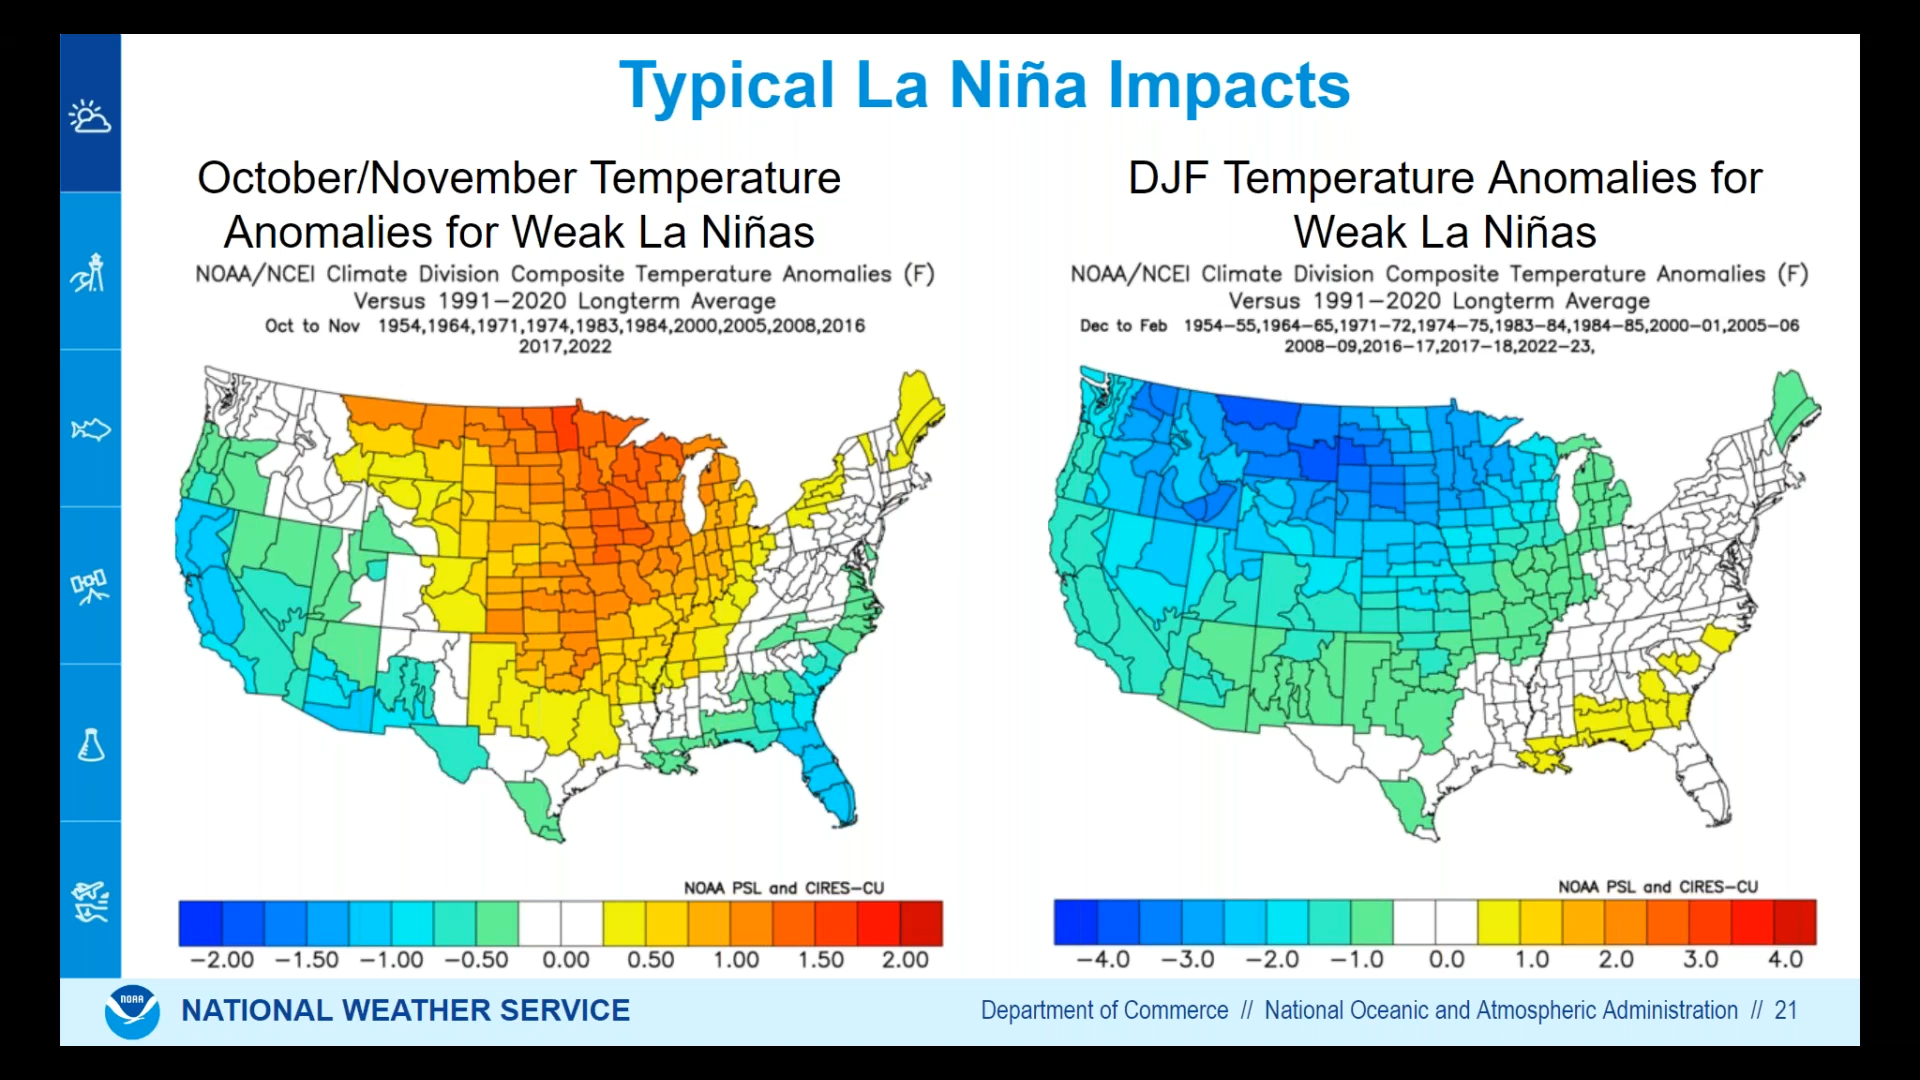 Typical La Niña Impacts
October/November Temperature
Anomalies for Weak La Niñas
NOAA/NCEI Climate Division Composite Temperature Anomalies (F)
Versus 1991–2020 Longterm Average
Oct to Nov 1954,1964,1971,1974,1983,1984,2000,2005,2008,2016
2017,2022
NOAA PSL and CIRES–CU
−2.00 −1.50 −1.00 −0.50 0.00 0.50 1.00 1.50 2.00
DJF Temperature Anomalies for
Weak La Niñas
NOAA/NCEI Climate Division Composite Temperature Anomalies (F)
Versus 1991–2020 Longterm Average
Dec to Feb 1954–55,1964–65,1971–72,1974–75,1983–84,1984–85,2000–01,2005–06
2008–09,2016–17,2017–18,2022–23,
NOAA PSL and CIRES–CU
−4.0 −3.0 −2.0 −1.0 0.0 1.0 2.0 3.0 4.0
NOAA
NATIONAL WEATHER SERVICE
Department of Commerce // National Oceanic and Atmospheric Administration // 21